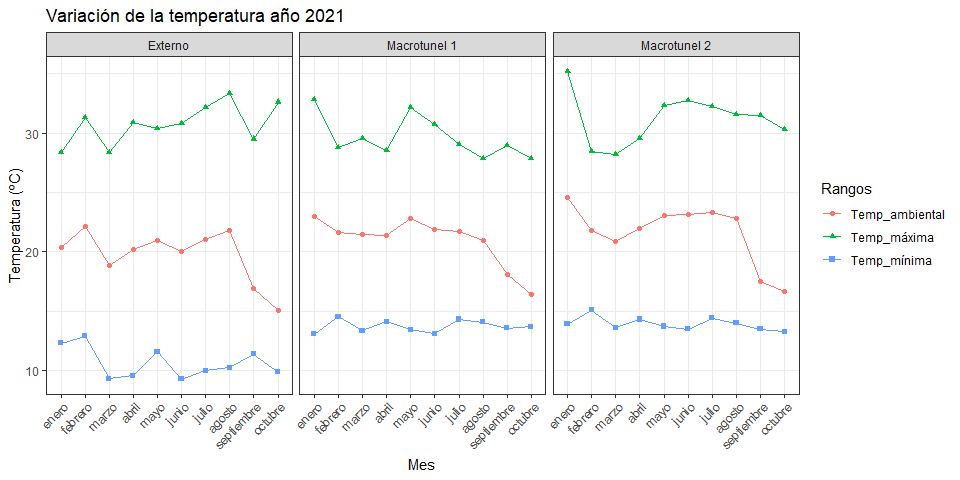 Variación de la temperatura año 2021
Externo
Macrotunel 1
Macrotunel 2
Temperatura (ºC)
30
20
10
enero
febrero
marzo
abril
mayo
junio
julio
agosto
septiembre
octubre
enero
febrero
marzo
abril
mayo
junio
julio
agosto
septiembre
octubre
enero
febrero
marzo
abril
mayo
junio
julio
agosto
septiembre
octubre
Mes
Rangos
Temp_ambiental
Temp_máxima
Temp_mínima